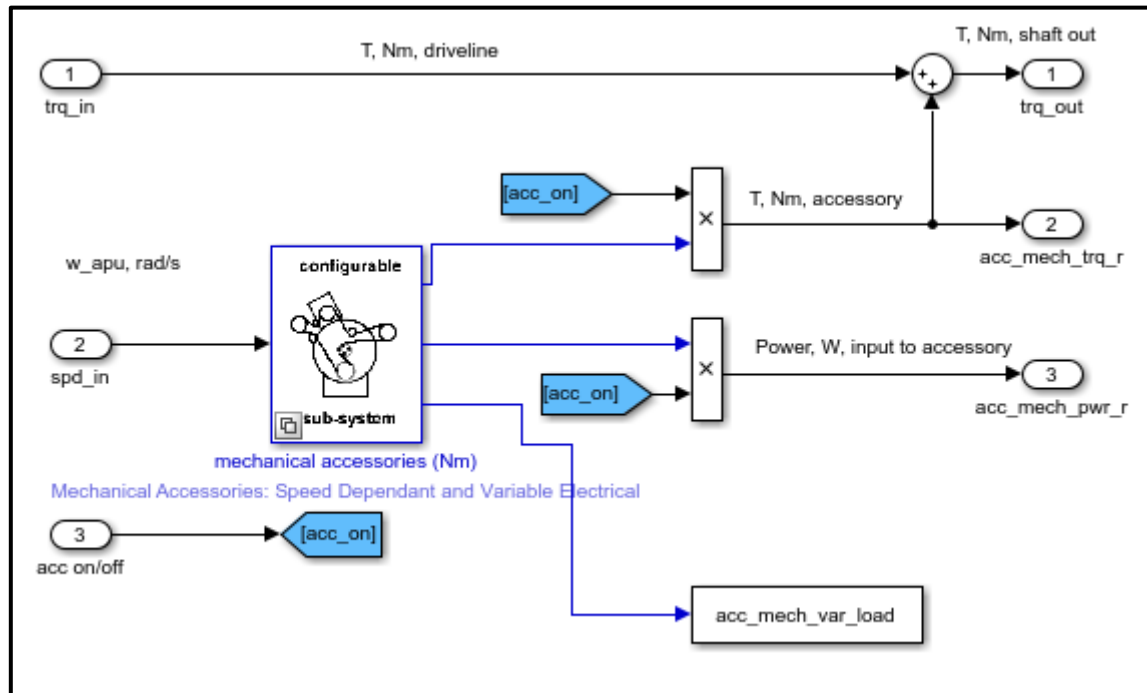 T, Nm, driveline
T, Nm, shaft out
1
trq_in
+
+
1
trq_out
[acc_on]
×
T, Nm, accessory
2
acc_mech_trq_r
w_apu, rad/s
configurable
sub-system
2
spd_in
mechanical accessories (Nm)
[acc_on]
×
Power, W, input to accessory
3
acc_mech_pwr_r
Mechanical Accessories: Speed Dependant and Variable Electrical
3
acc on/off
[acc_on]
acc_mech_var_load